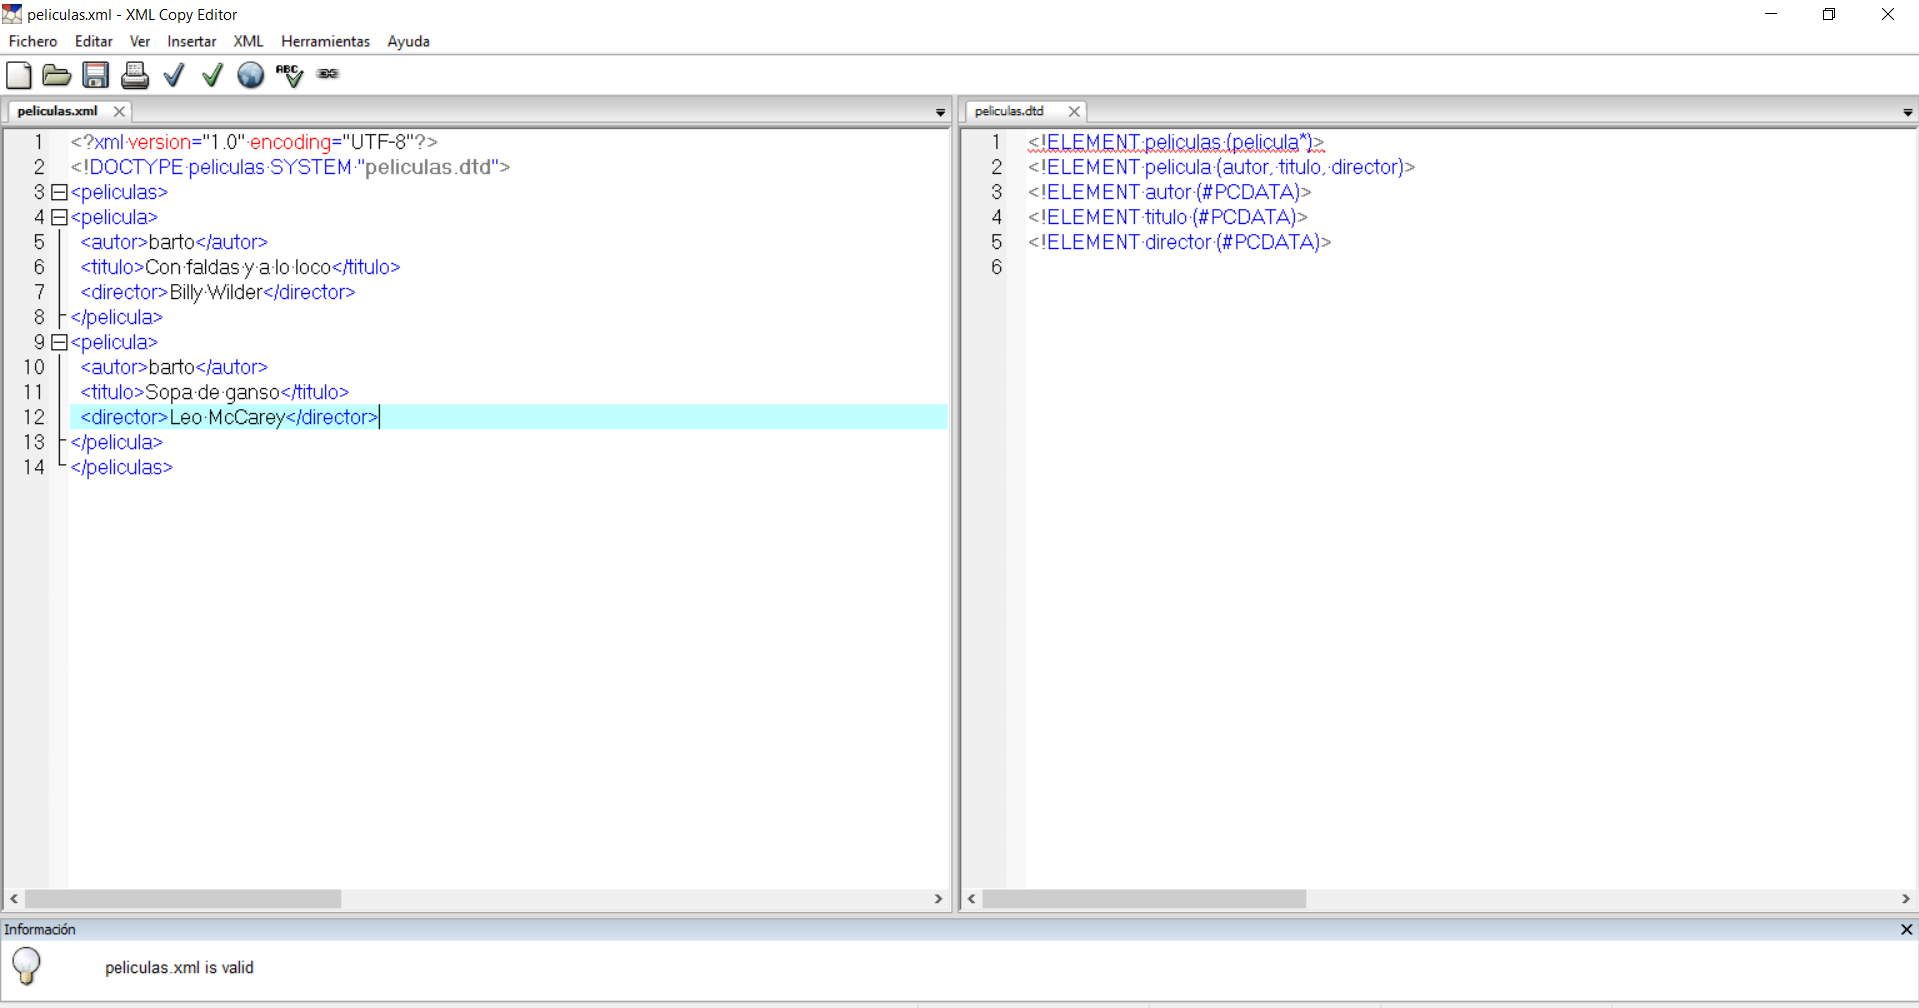 peliculas.xml - XML Copy Editor
Fichero Editar Ver Insertar XML Herramientas Ayuda
ABC
peliculas.xml
1 <?xml version="1.0" encoding="UTF-8"?>
2 <!DOCTYPE peliculas SYSTEM "peliculas.dtd">
3 <peliculas>
4 <pelicula>
5 <autor>barto</autor>
6 <titulo>Con faldas y a lo loco</titulo>
7 <director>Billy Wilder</director>
8 </pelicula>
9 <pelicula>
10 <autor>barto</autor>
11 <titulo>Sopa de ganso</titulo>
12 <director>Leo McCarey</director>
13 </pelicula>
14 </peliculas>
peliculas.dtd
1 <!ELEMENT peliculas (pelicula*)>
2 <!ELEMENT pelicula (autor, titulo, director)>
3 <!ELEMENT autor (#PCDATA)>
4 <!ELEMENT titulo (#PCDATA)>
5 <!ELEMENT director (#PCDATA)>
6
Información
peliculas.xml is valid